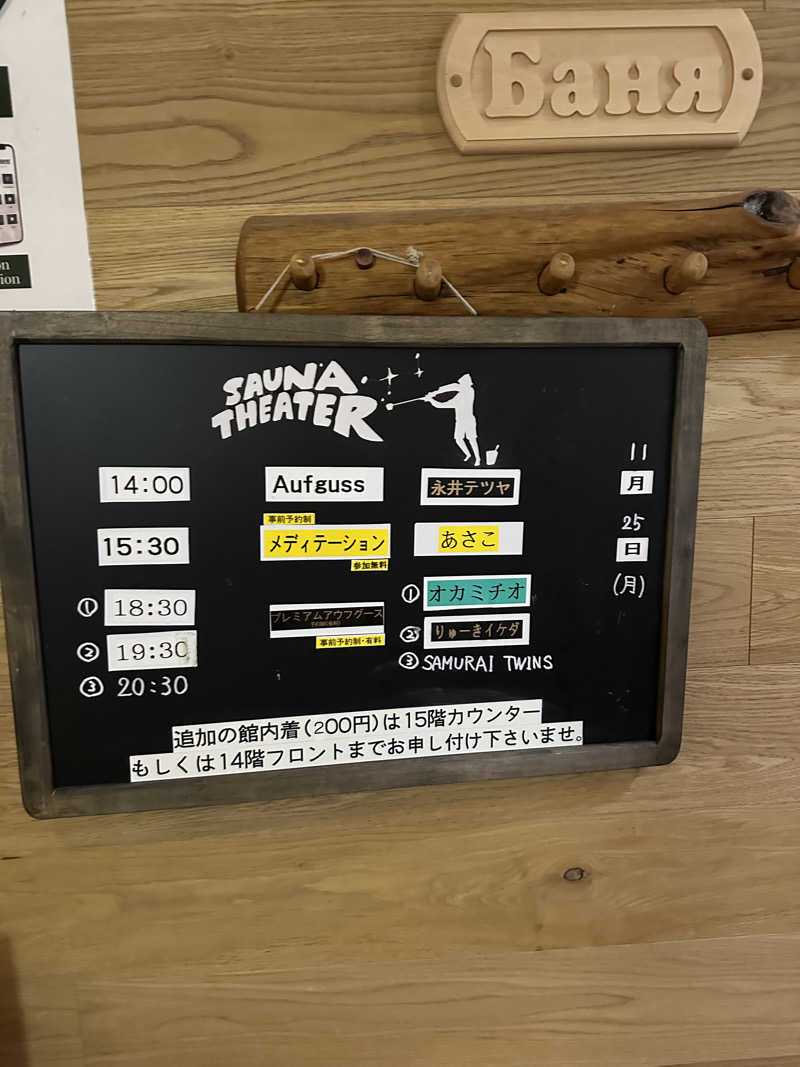 Баня
on
ion
SAUNA
THEATER
11
月
25
日
(月)
14:00 Aufguss 永井テツヤ
事前予約制
15:30 メディテーション あさこ
参加無料
① 18:30 プレミアムアウフグース ① オカミチオ
② 19:30 ② りゅーきイケダ
事前予約制・有料
③ 20:30 ③ SAMURAI TWINS
追加の館内着(200円)は15階カウンター
もしくは14階フロントまでお申し付け下さいませ。